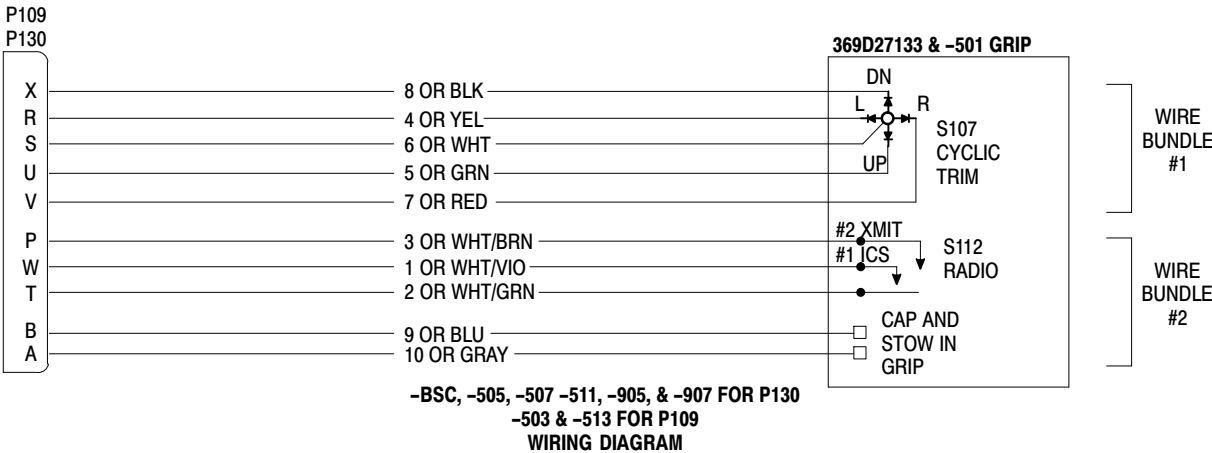 P109
P130
369D27133 & –501 GRIP
X
8 OR BLK
DN
R
4 OR YEL
L
R
S
6 OR WHT
S107
CYCLIC
TRIM
U
5 OR GRN
UP
V
7 OR RED
WIRE
BUNDLE
#1
P
3 OR WHT/BRN
#2 XMIT
W
1 OR WHT/VIO
#1 ICS
S112
RADIO
T
2 OR WHT/GRN
WIRE
BUNDLE
#2
B
9 OR BLU
A
10 OR GRAY
CAP AND
STOW IN
GRIP
–BSC, –505, –507 –511, –905, & –907 FOR P130
–503 & –513 FOR P109
WIRING DIAGRAM